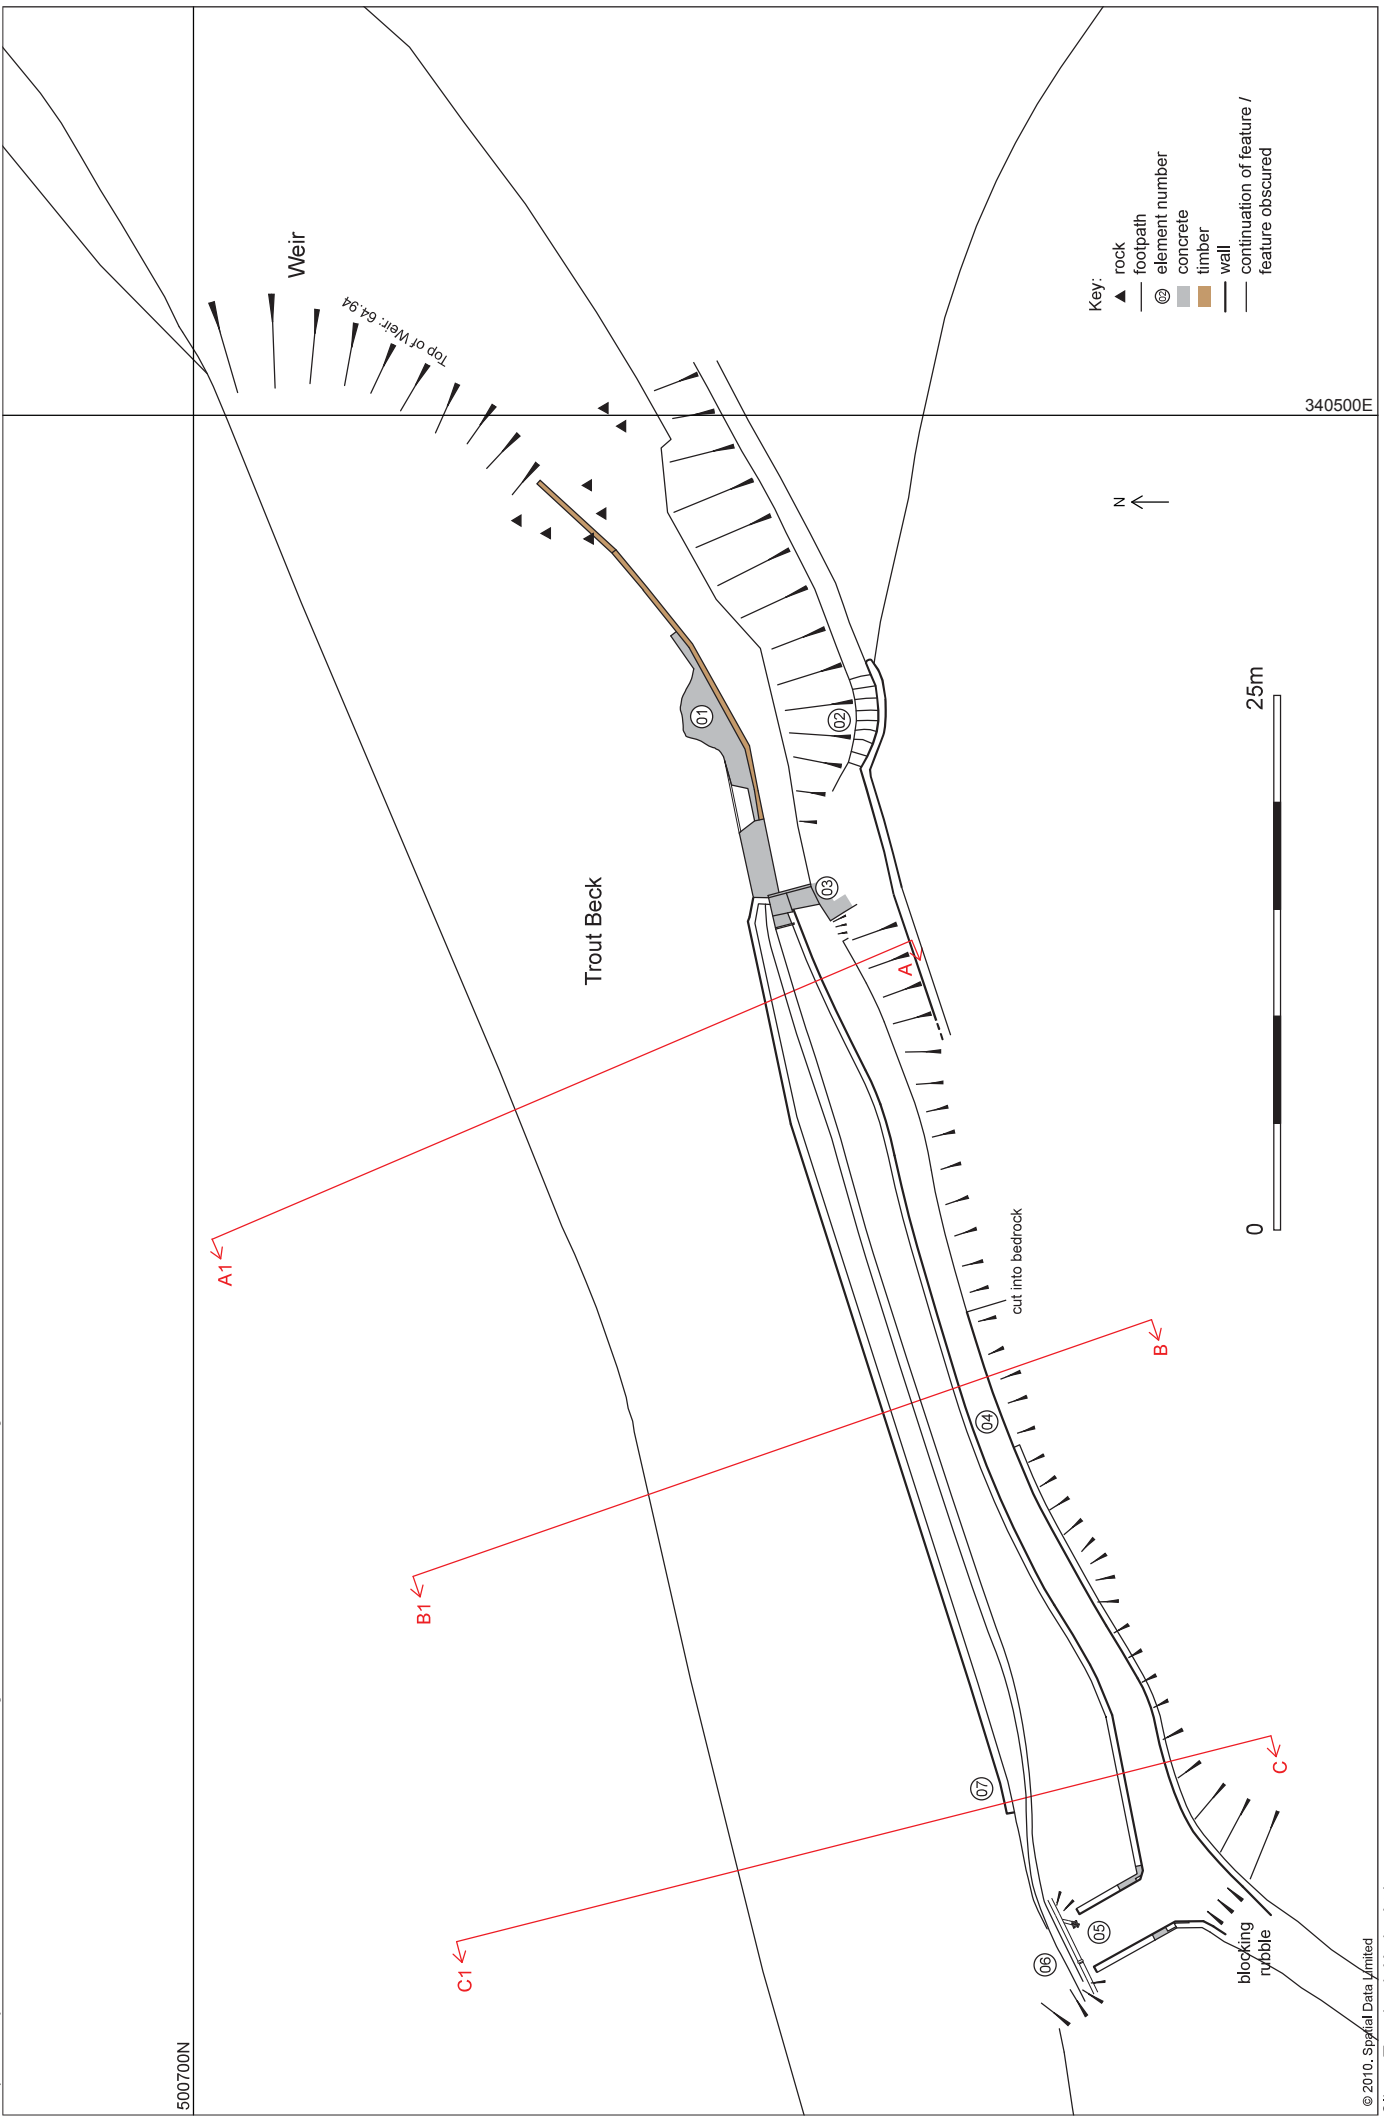 Weir
Top of Weir: 64.94
340500E
Key:
rock
footpath
02 element number
concrete
timber
wall
continuation of feature /
feature obscured
N
01
02
03
Trout Beck
A
A1
25m
0
cut into bedrock
B
B1
04
07
C
C1
05
06
blocking
rubble
500700N
© 2010. Spatial Data Limited